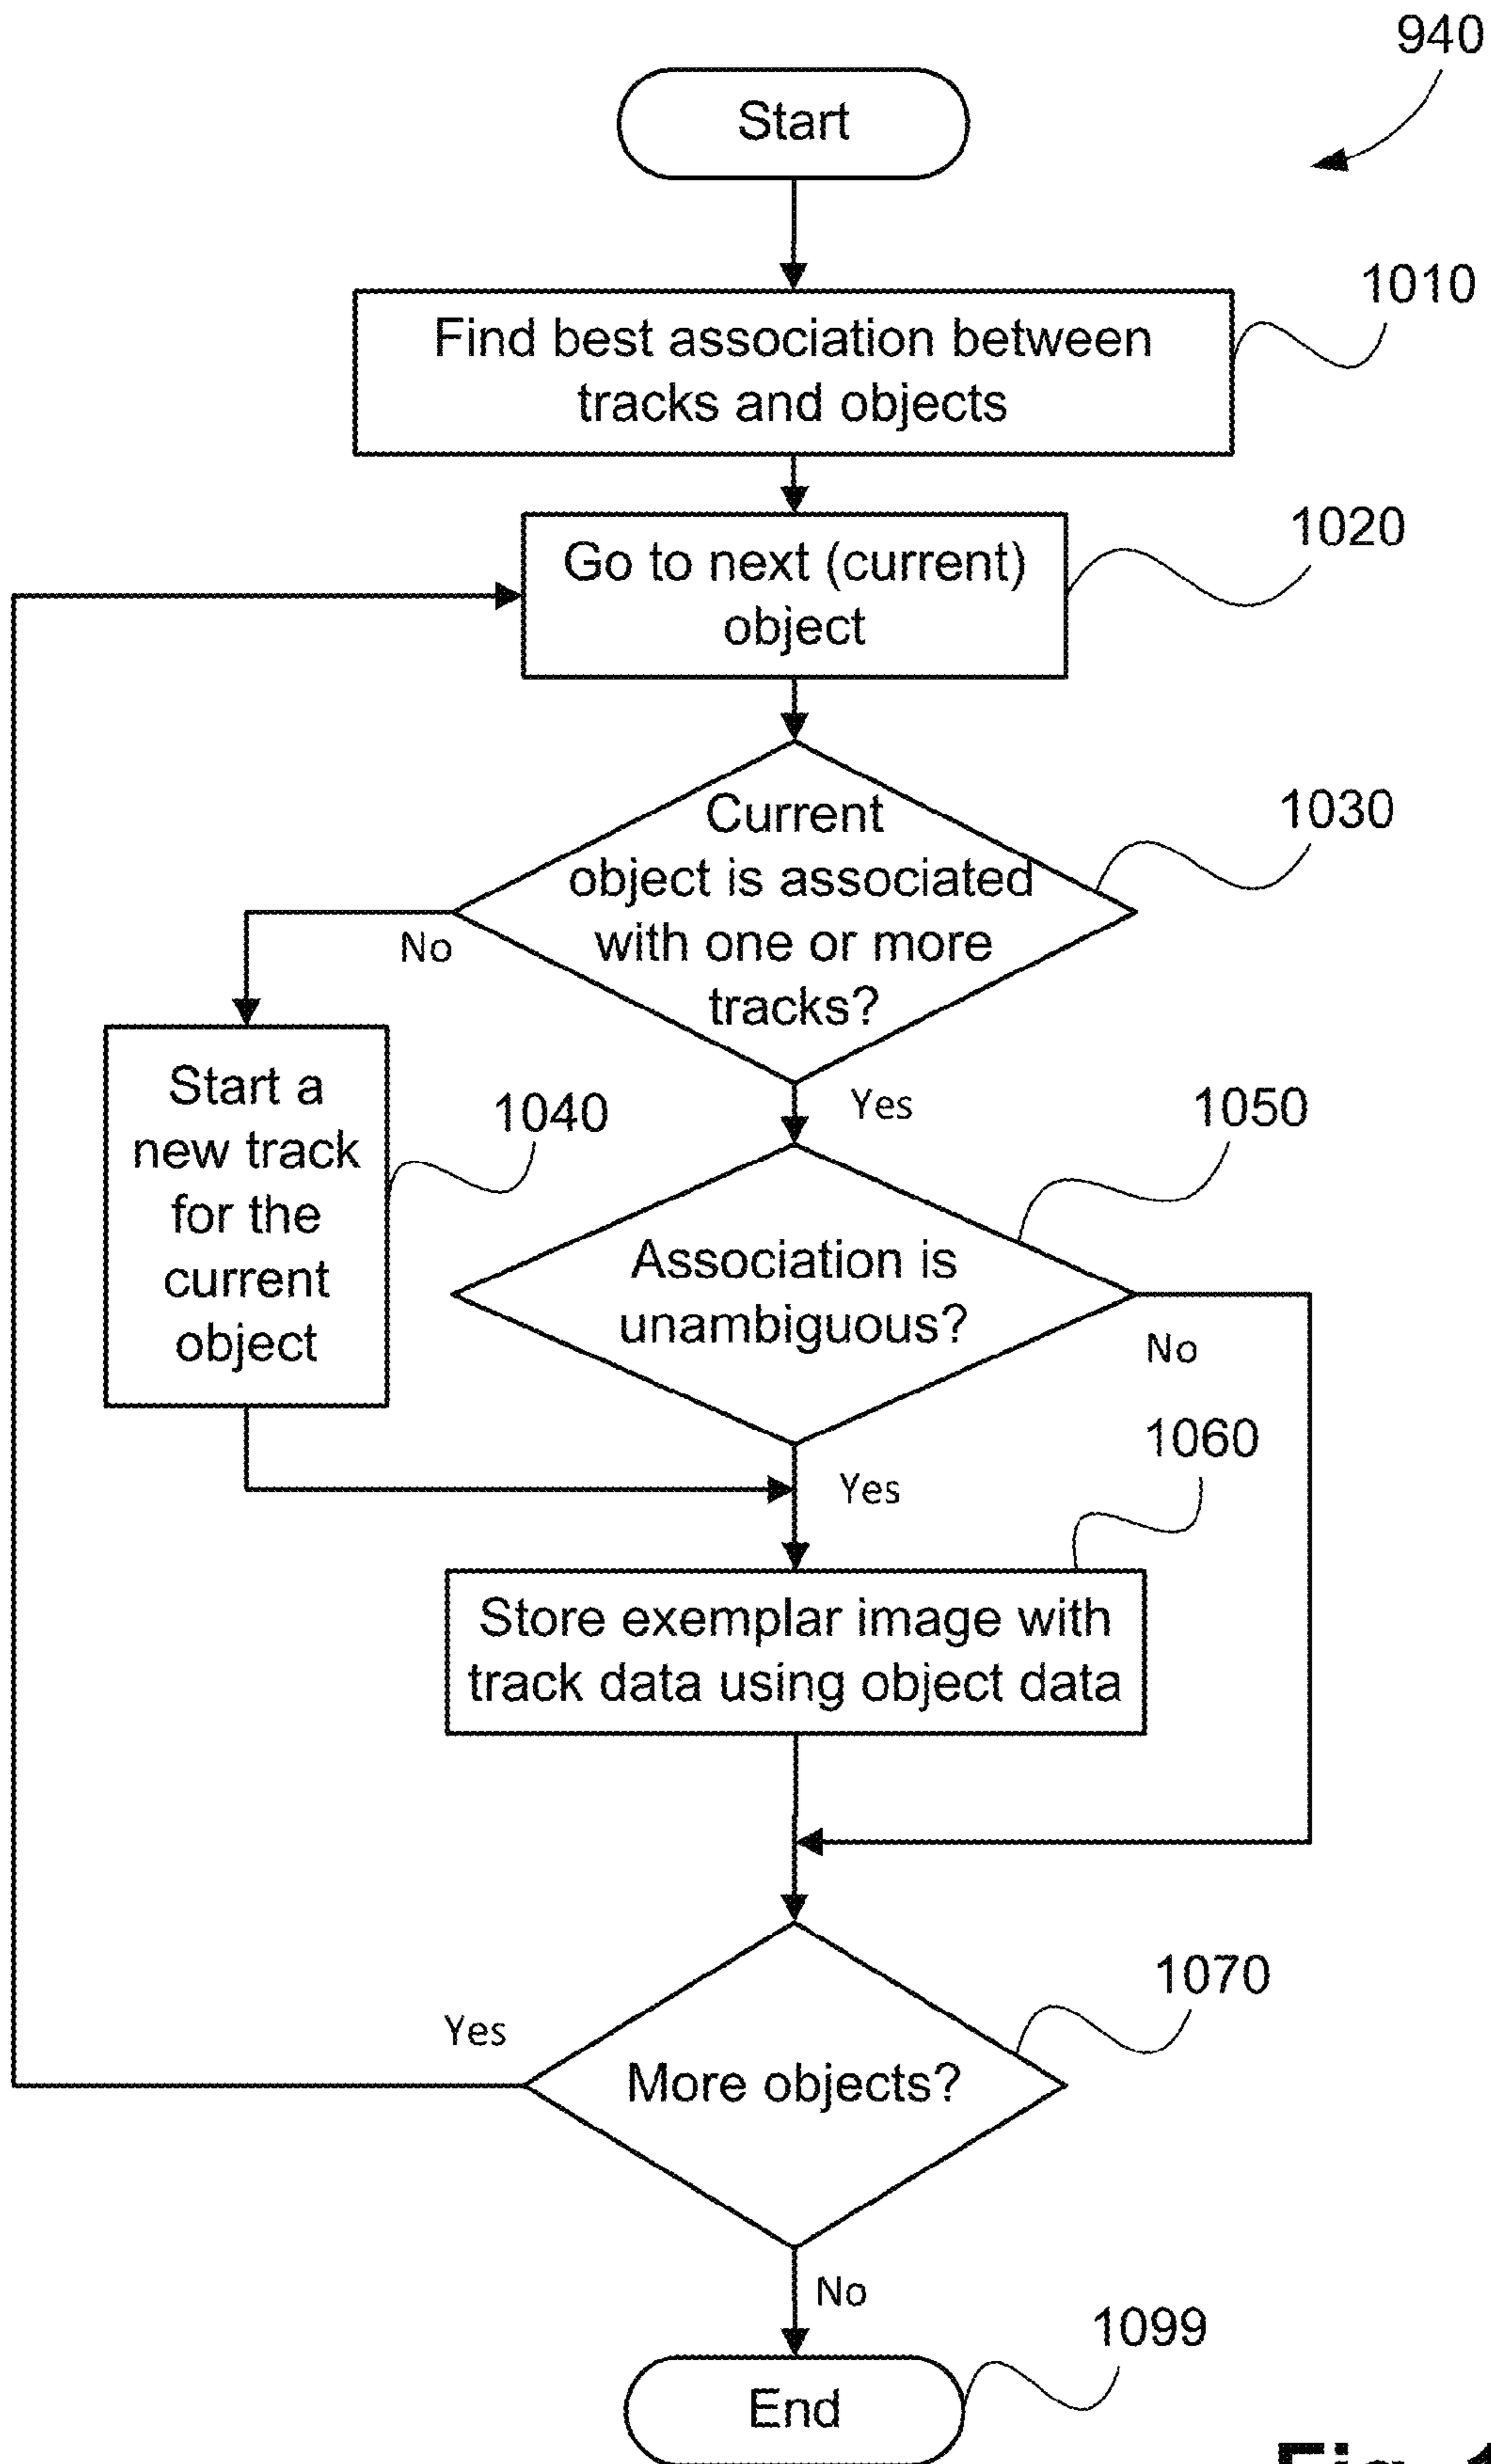 940
Start
1010
Find best association between
tracks and objects
1020
Go to next (current)
object
1030
Current
object is associated
with one or more
tracks?
No
Yes
1040
Start a
new track
for the
current
object
1050
Association is
unambiguous?
No
Yes
1060
Store exemplar image with
track data using object data
1070
Yes
More objects?
No
1099
End